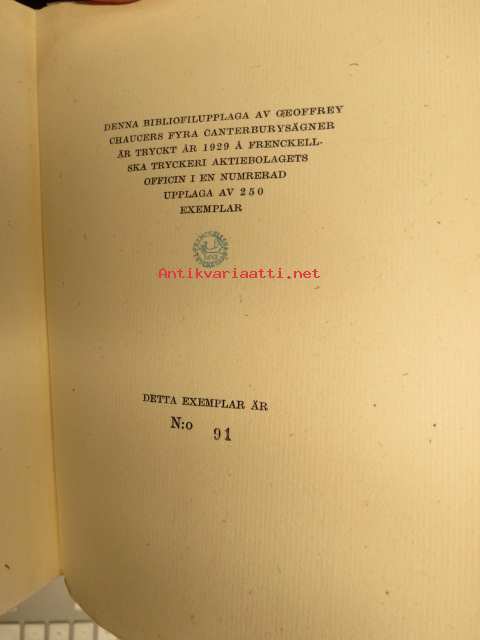 DENNA BIBLIOFILUPPLAGA AV GEOFFREY
CHAUCERS FYRA CANTERBURYSÄGNER
ÄR TRYCKT ÅR 1929 Å FRENCKELL-
SKA TRYCKERI AKTIEBOLAGETS
OFFICIN I EN NUMRERAD
UPPLAGA AV 250
EXEMPLAR
Antikvariaatti.net
DETTA EXEMPLAR ÄR
N:o 91